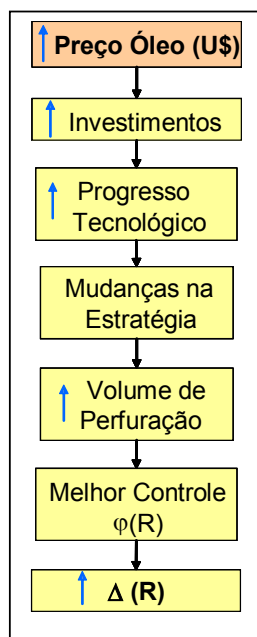 Preço Óleo (U$)
Investimentos
Progresso
Tecnológico
Mudanças na
Estratégia
Volume de
Perfuração
Melhor Controle
φ(R)
Δ (R)